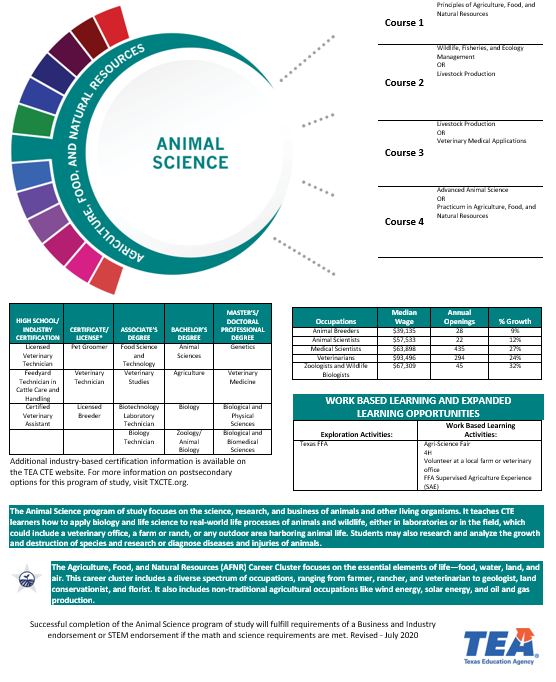 AGRICULTURE, FOOD, AND NATURAL RESOURCES
ANIMAL
SCIENCE
Course 1
Principles of Agriculture, Food, and
Natural Resources
Course 2
Wildlife, Fisheries, and Ecology
Management
OR
Livestock Production
Course 3
Livestock Production
OR
Veterinary Medical Applications
Course 4
Advanced Animal Science
OR
Practicum in Agriculture, Food, and
Natural Resources
HIGH SCHOOL/
INDUSTRY
CERTIFICATION
CERTIFICATE/
LICENSE*
ASSOCIATE'S
DEGREE
BACHELOR'S
DEGREE
MASTER'S/
DOCTORAL
PROFESSIONAL
DEGREE
Licensed
Veterinary
Technician
Pet Groomer
Food Science
and
Technology
Animal
Sciences
Genetics
Feedyard
Technician in
Cattle Care and
Handling
Veterinary
Technician
Veterinary
Studies
Agriculture
Veterinary
Medicine
Certified
Veterinary
Assistant
Licensed
Breeder
Biotechnology
Laboratory
Technician
Biology
Biological and
Physical
Sciences
Biology
Technician
Zoology/
Animal
Biology
Biological and
Biomedical
Sciences
Additional industry-based certification information is available on
the TEA CTE website. For more information on postsecondary
options for this program of study, visit TXCTE.org.
Occupations
Median
Wage
Annual
Openings
% Growth
Animal Breeders $39,135 28 9%
Animal Scientists $57,533 22 12%
Medical Scientists $63,898 435 27%
Veterinarians $93,496 294 24%
Zoologists and Wildlife
Biologists
$67,309 45 32%
WORK BASED LEARNING AND EXPANDED
LEARNING OPPORTUNITIES
Exploration Activities:
Work Based Learning
Activities:
Texas FFA
Agri-Science Fair
4H
Volunteer at a local farm or veterinary
office
FFA Supervised Agriculture Experience
(SAE)
The Animal Science program of study focuses on the science, research, and business of animals and other living organisms. It teaches CTE
learners how to apply biology and life science to real-world life processes of animals and wildlife, either in laboratories or in the field, which
could include a veterinary office, a farm or ranch, or any outdoor area harboring animal life. Students may also research and analyze the growth
and destruction of species and research or diagnose diseases and injuries of animals.
The Agriculture, Food, and Natural Resources (AFNR) Career Cluster focuses on the essential elements of life—food, water, land, and
air. This career cluster includes a diverse spectrum of occupations, ranging from farmer, rancher, and veterinarian to geologist, land
conservationist, and florist. It also includes non-traditional agricultural occupations like wind energy, solar energy, and oil and gas
production.
Successful completion of the Animal Science program of study will fulfill requirements of a Business and Industry
endorsement or STEM endorsement if the math and science requirements are met. Revised - July 2020
TEA
Texas Education Agency